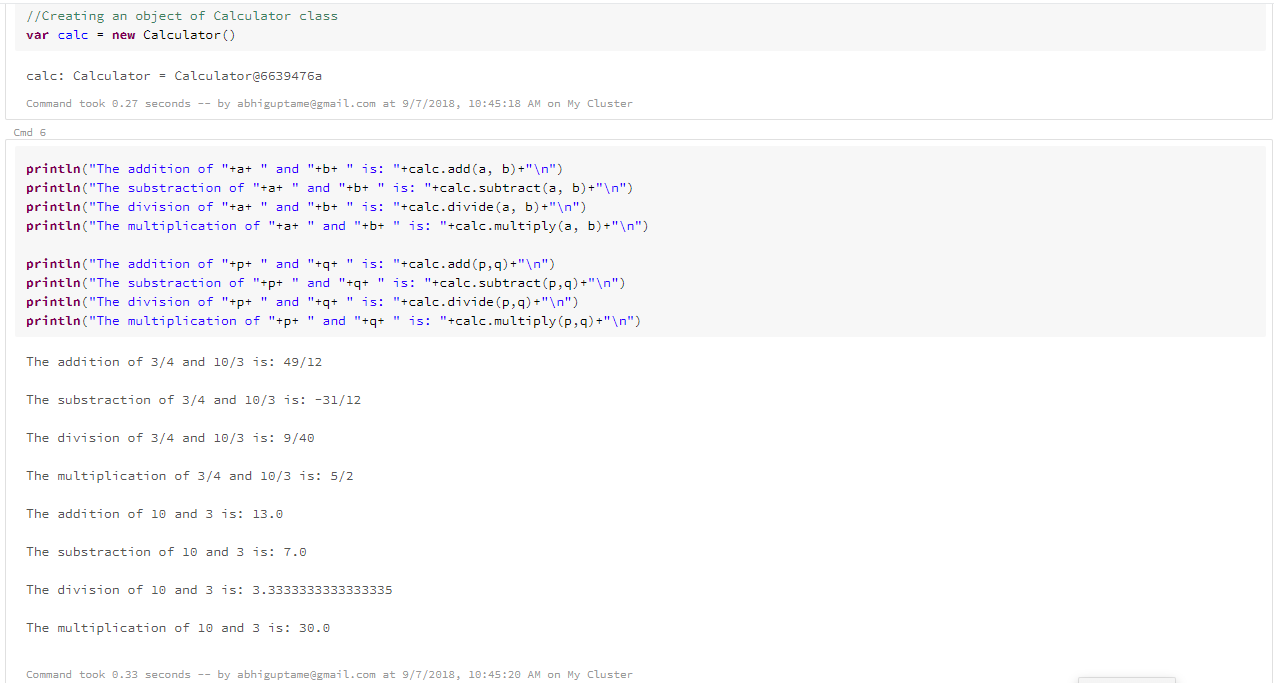 //Creating an object of Calculator class
var calc = new Calculator()
calc: Calculator = Calculator@6639476a
Command took 0.27 seconds -- by abhiguptame@gmail.com at 9/7/2018, 10:45:18 AM on My Cluster
Cmd 6
println("The addition of "+a+ " and "+b+ " is: "+calc.add(a, b)+"\n")
println("The substraction of "+a+ " and "+b+ " is: "+calc.subtract(a, b)+"\n")
println("The division of "+a+ " and "+b+ " is: "+calc.divide(a, b)+"\n")
println("The multiplication of "+a+ " and "+b+ " is: "+calc.multiply(a, b)+"\n")
println("The addition of "+p+ " and "+q+ " is: "+calc.add(p,q)+"\n")
println("The substraction of "+p+ " and "+q+ " is: "+calc.subtract(p,q)+"\n")
println("The division of "+p+ " and "+q+ " is: "+calc.divide(p,q)+"\n")
println("The multiplication of "+p+ " and "+q+ " is: "+calc.multiply(p,q)+"\n")
The addition of 3/4 and 10/3 is: 49/12
The substraction of 3/4 and 10/3 is: -31/12
The division of 3/4 and 10/3 is: 9/40
The multiplication of 3/4 and 10/3 is: 5/2
The addition of 10 and 3 is: 13.0
The substraction of 10 and 3 is: 7.0
The division of 10 and 3 is: 3.3333333333333335
The multiplication of 10 and 3 is: 30.0
Command took 0.33 seconds -- by abhiguptame@gmail.com at 9/7/2018, 10:45:20 AM on My Cluster